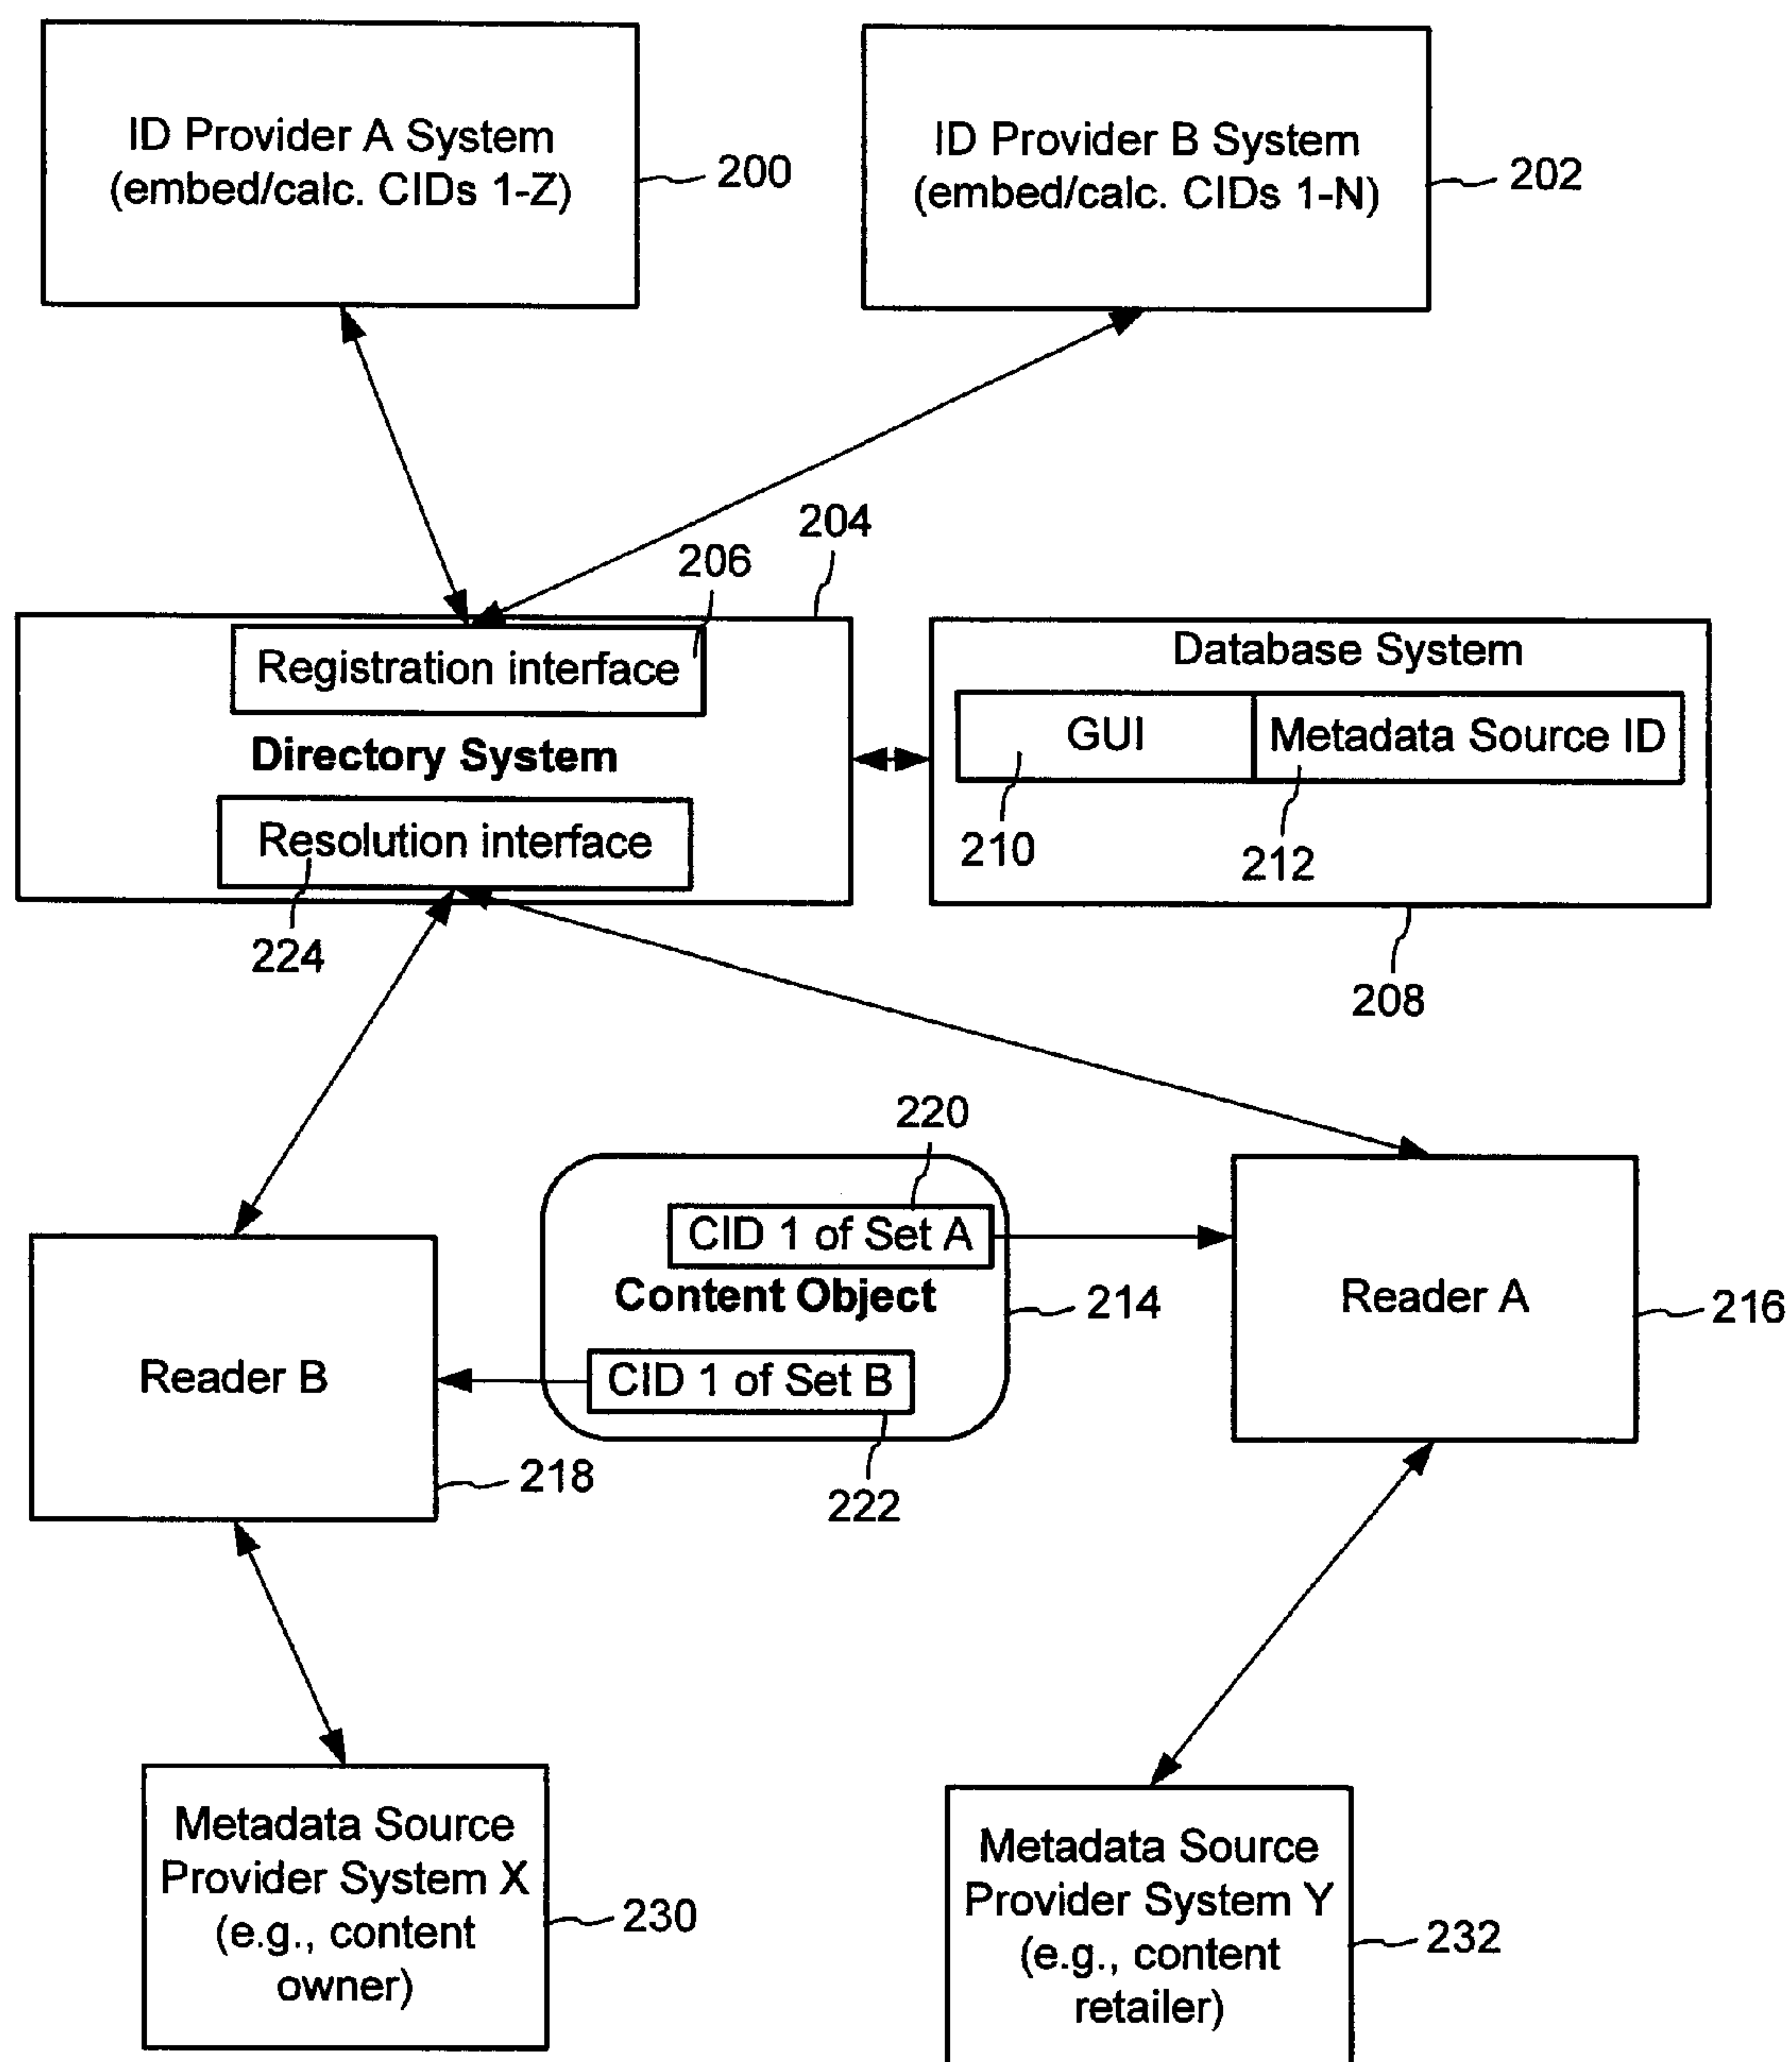 ID Provider A System
(embed/calc. CIDs 1-Z)
200
ID Provider B System
(embed/calc. CIDs 1-N)
202
204
206
Registration interface
Directory System
Resolution interface
224
Database System
GUI
Metadata Source ID
210
212
208
220
CID 1 of Set A
Content Object
214
CID 1 of Set B
222
Reader A
216
Reader B
218
Metadata Source
Provider System X
(e.g., content
owner)
230
Metadata Source
Provider System Y
(e.g., content
retailer)
232